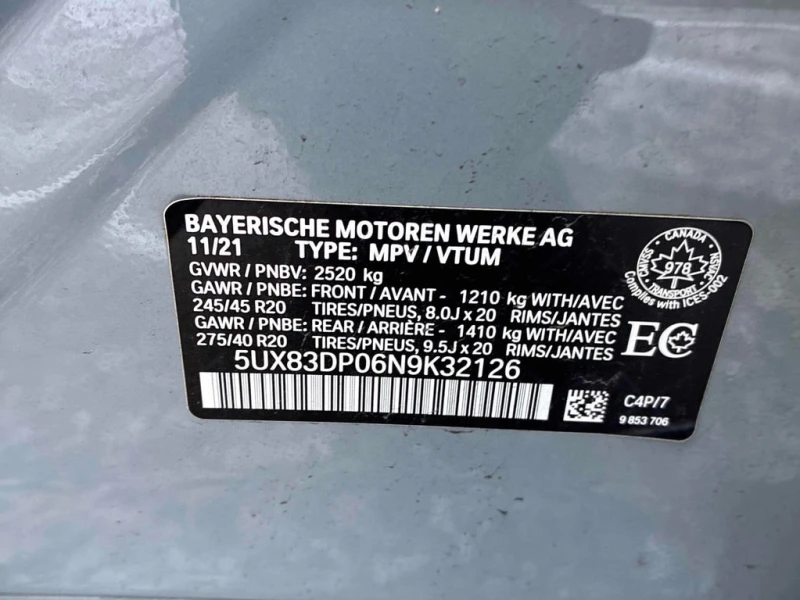 BAYERISCHE MOTOREN WERKE AG
11/21 TYPE: MPV / VTUM
GVWR / PNBV: 2520 kg
GAWR / PNBE: FRONT / AVANT - 1210 kg WITH/AVEC
245/45 R20 TIRES/PNEUS, 8.0J x 20 RIMS/JANTES
GAWR / PNBE: REAR / ARRIÈRE - 1410 kg WITH/AVEC
275/40 R20 TIRES/PNEUS, 9.5J x 20 RIMS/JANTES
5UX83DP06N9K32126
CANADA
978
TRANSPORT
Complies with ICES-002
EC
C4P/7
9 853 706